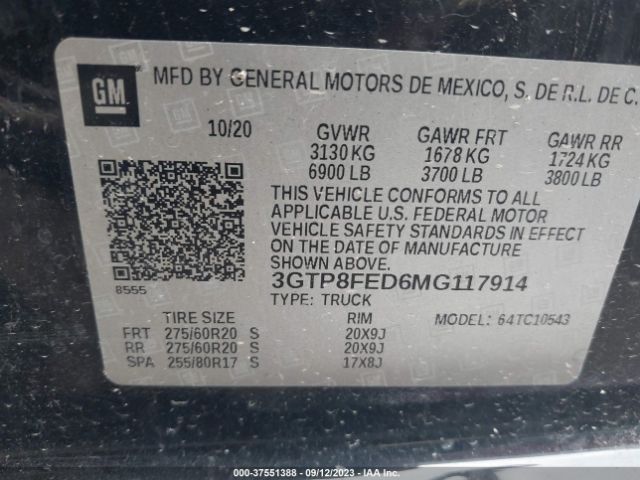 GM MFD BY GENERAL MOTORS DE MEXICO, S. DE R.L. DE C.
10/20 GVWR GAWR FRT GAWR RR
3130 KG 1678 KG 1724 KG
6900 LB 3700 LB 3800 LB
THIS VEHICLE CONFORMS TO ALL
APPLICABLE U.S. FEDERAL MOTOR
VEHICLE SAFETY STANDARDS IN EFFECT
ON THE DATE OF MANUFACTURE
SHOWN ABOVE.
8555 3GTP8FED6MG117914
TYPE: TRUCK
TIRE SIZE RIM MODEL: 64TC10543
FRT 275/60R20 S 20X9J
RR 275/60R20 S 20X9J
SPA 255/80R17 S 17X8J
000-37551388 - 09/12/2023 - IAA Inc.